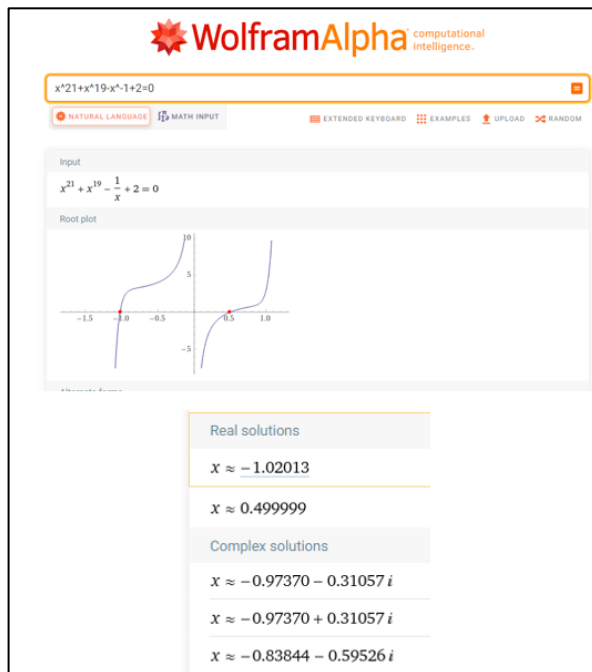 WolframAlpha computational intelligence.
x^21+x^19-x^-1+2=0
NATURAL LANGUAGE MATH INPUT EXTENDED KEYBOARD EXAMPLES UPLOAD RANDOM
Input
x²¹ + x¹⁹ - 1/x + 2 = 0
Root plot
10
5
-1.5 -1.0 -0.5 0.5 1.0
-5
Real solutions
x ≈ -1.02013
x ≈ 0.499999
Complex solutions
x ≈ -0.97370 - 0.31057 i
x ≈ -0.97370 + 0.31057 i
x ≈ -0.83844 - 0.59526 i